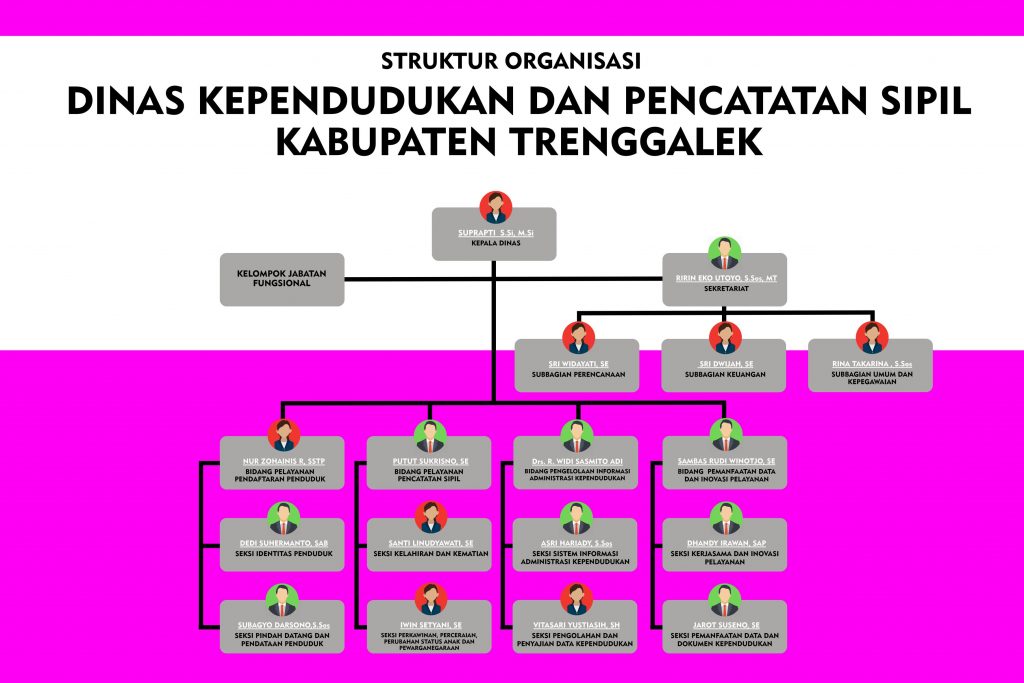 STRUKTUR ORGANISASI
DINAS KEPENDUDUKAN DAN PENCATATAN SIPIL
KABUPATEN TRENGGALEK
SUPRAPTI S.Si, M.Si
KEPALA DINAS
KELOMPOK JABATAN
FUNGSIONAL
RIRIN EKO UTOYO, S.Sos, MT
SEKRETARIAT
SRI WIDAYATI, SE
SUBBAGIAN PERENCANAAN
SRI DWIJAH, SE
SUBBAGIAN KEUANGAN
RINA TAKARINA , S.Sos
SUBBAGIAN UMUM DAN
KEPEGAWAIAN
NUR ZOHAINIS R, SSTP
BIDANG PELAYANAN
PENDAFTARAN PENDUDUK
PUTUT SUKRISNO, SE
BIDANG PELAYANAN
PENCATATAN SIPIL
Drs. R. WIDI SASMITO ADI
BIDANG PENGELOLAAN INFORMASI
ADMINISTRASI KEPENDUDUKAN
SAMBAS RUDI WINOTJO, SE
BIDANG PEMANFAATAN DATA
DAN INOVASI PELAYANAN
DEDI SUHERMANTO, SAB
SEKSI IDENTITAS PENDUDUK
SANTI LINUDYAWATI, SE
SEKSI KELAHIRAN DAN KEMATIAN
ASRI HARIADY, S.Sos
SEKSI SISTEM INFORMASI
ADMINISTRASI KEPENDUDUKAN
DHANDY IRAWAN, SAP
SEKSI KERJASAMA DAN INOVASI
PELAYANAN
SUBAGYO DARSONO,S.Sos
SEKSI PINDAH DATANG DAN
PENDATAAN PENDUDUK
IWIN SETYANI, SE
SEKSI PERKAWINAN, PERCERAIAN,
PERUBAHAN STATUS ANAK DAN
PEWARGANEGARAAN
VITASARI YUSTIASIH, SH
SEKSI PENGOLAHAN DAN
PENYAJIAN DATA KEPENDUDUKAN
JAROT SUSENO, SE
SEKSI PEMANFAATAN DATA DAN
DOKUMEN KEPENDUDUKAN